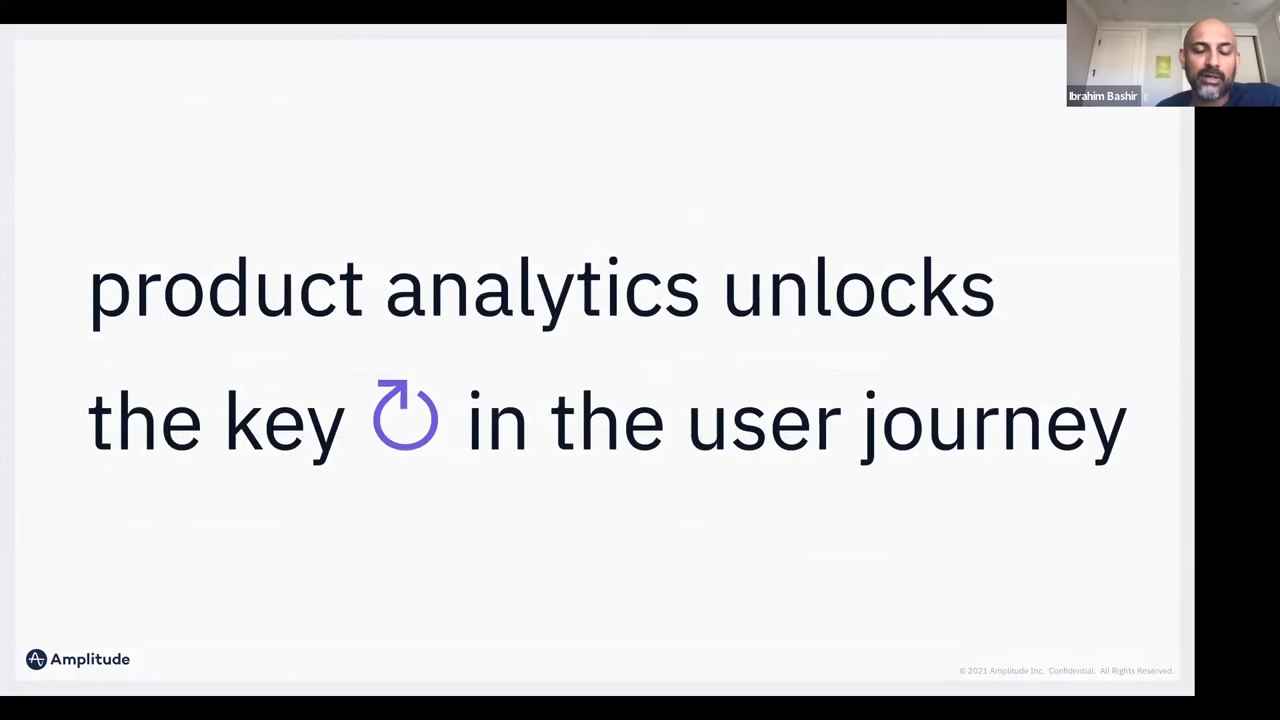 Ibrahim Bashir
product analytics unlocks
the key ↻ in the user journey
Amplitude
© 2021 Amplitude Inc. Confidential. All Rights Reserved.